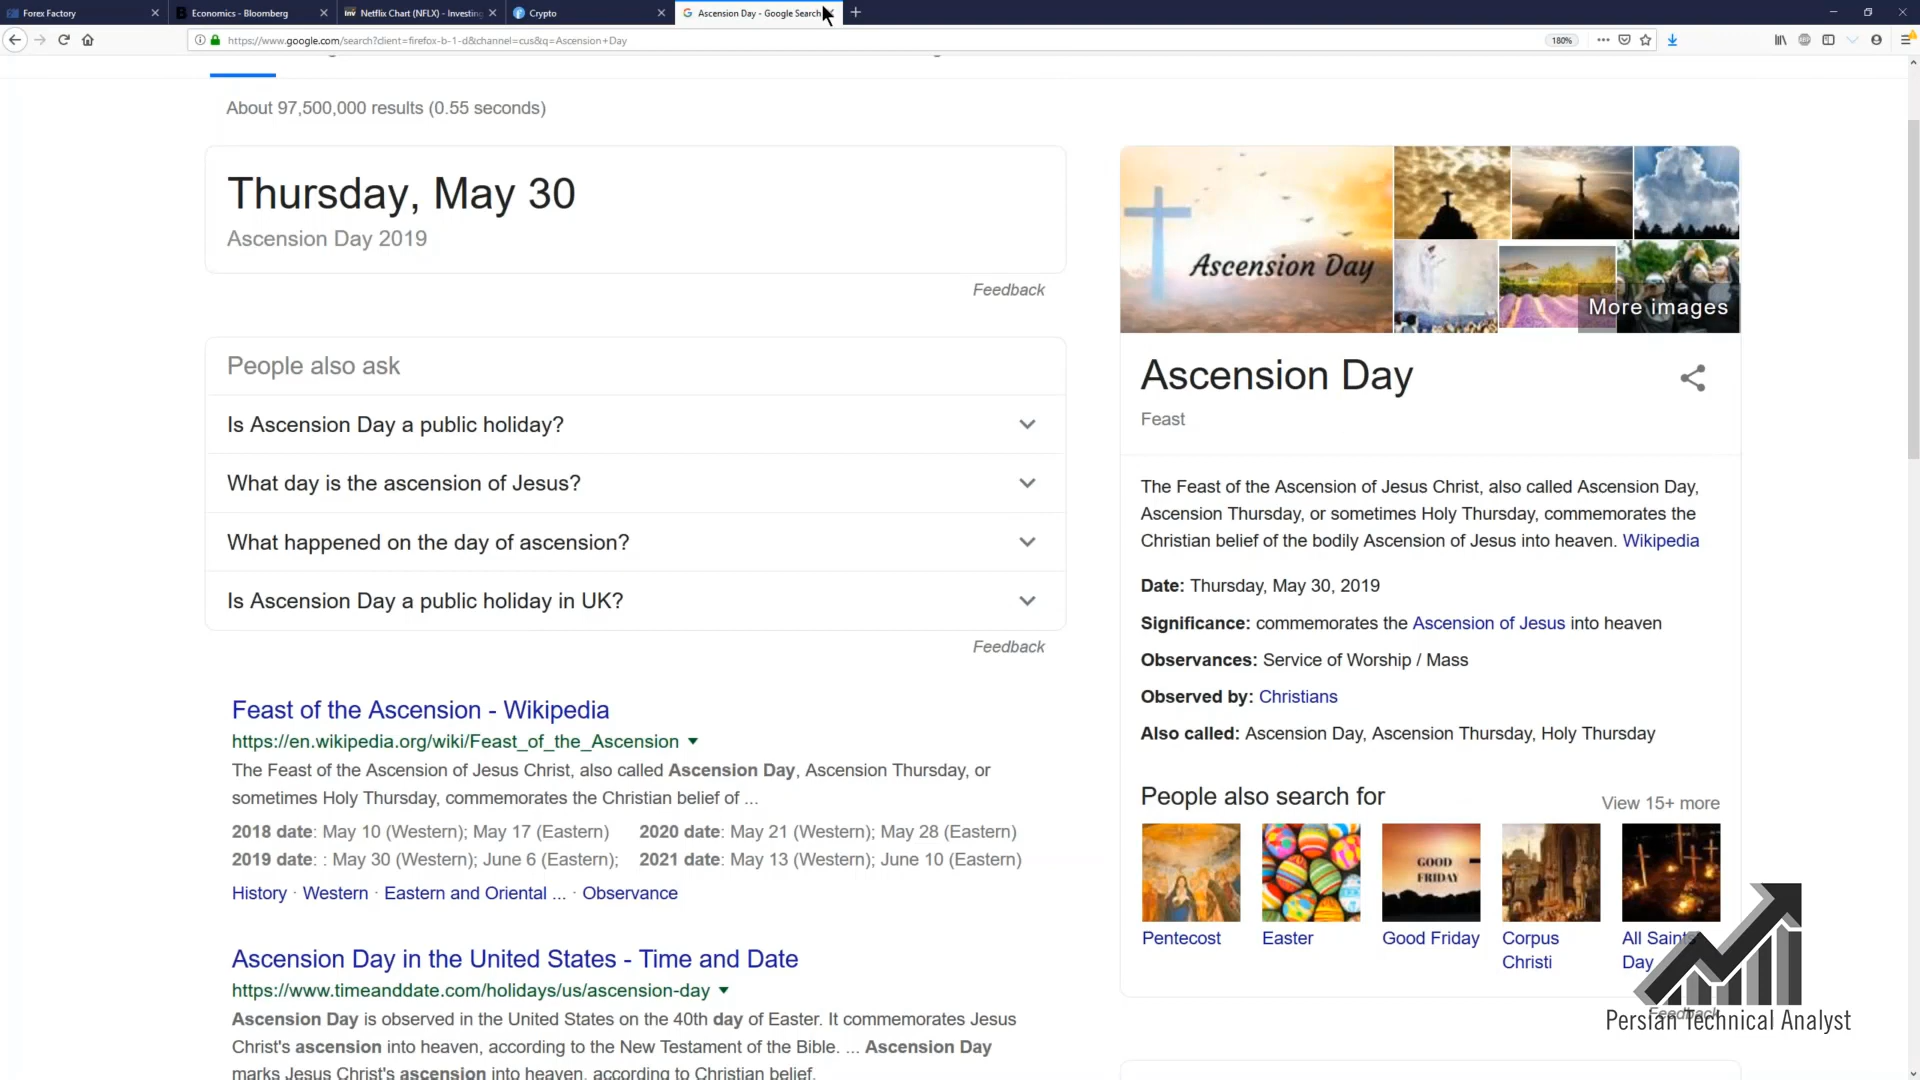 Forex Factory
Economics - Bloomberg
Netflix Chart (NFLX) - Investing
Crypto
Ascension Day - Google Search
https://www.google.com/search?client=firefox-b-1-d&channel=cus&q=Ascension+Day
180%
About 97,500,000 results (0.55 seconds)
Thursday, May 30
Ascension Day 2019
Feedback
People also ask
Is Ascension Day a public holiday?
What day is the ascension of Jesus?
What happened on the day of ascension?
Is Ascension Day a public holiday in UK?
Feedback
Feast of the Ascension - Wikipedia
https://en.wikipedia.org/wiki/Feast_of_the_Ascension
The Feast of the Ascension of Jesus Christ, also called Ascension Day, Ascension Thursday, or
sometimes Holy Thursday, commemorates the Christian belief of ...
2018 date: May 10 (Western); May 17 (Eastern) 2020 date: May 21 (Western); May 28 (Eastern)
2019 date: : May 30 (Western); June 6 (Eastern); 2021 date: May 13 (Western); June 10 (Eastern)
History · Western · Eastern and Oriental ... · Observance
Ascension Day in the United States - Time and Date
https://www.timeanddate.com/holidays/us/ascension-day
Ascension Day is observed in the United States on the 40th day of Easter. It commemorates Jesus
Christ's ascension into heaven, according to the New Testament of the Bible. ... Ascension Day
marks Jesus Christ's ascension into heaven, according to Christian belief.
Ascension Day
More images
Ascension Day
Feast
The Feast of the Ascension of Jesus Christ, also called Ascension Day,
Ascension Thursday, or sometimes Holy Thursday, commemorates the
Christian belief of the bodily Ascension of Jesus into heaven. Wikipedia
Date: Thursday, May 30, 2019
Significance: commemorates the Ascension of Jesus into heaven
Observances: Service of Worship / Mass
Observed by: Christians
Also called: Ascension Day, Ascension Thursday, Holy Thursday
People also search for
View 15+ more
GOOD
FRIDAY
Pentecost
Easter
Good Friday
Corpus
Christi
All Saints
Day
Feedback
Persian Technical Analyst